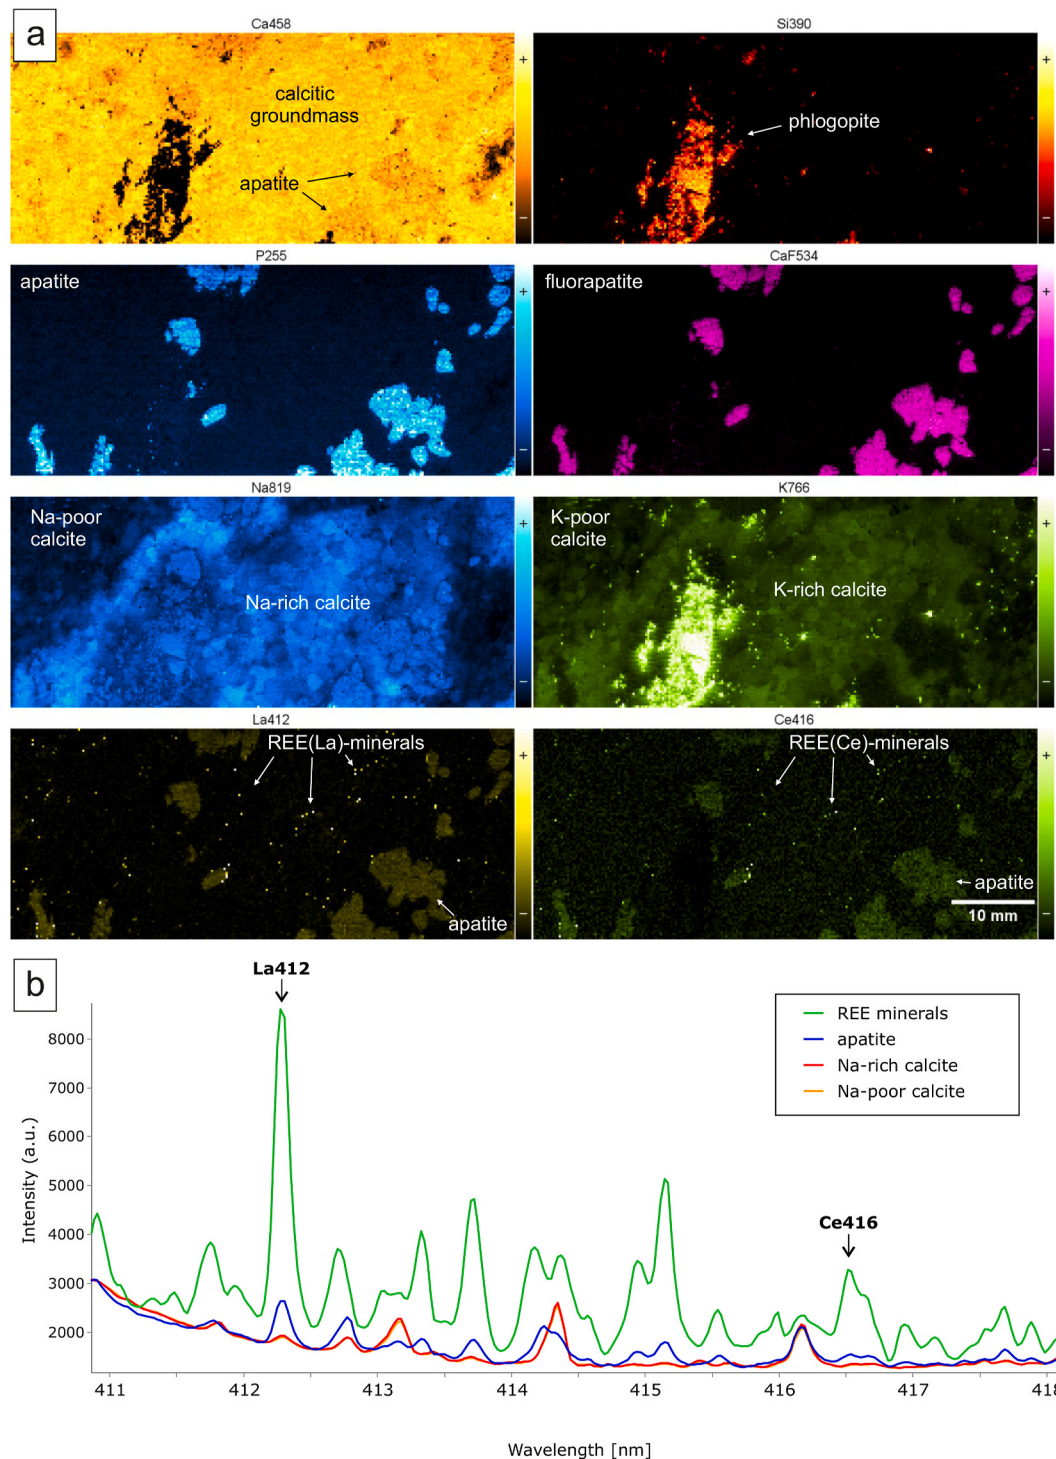 a
Ca458
Si390
calcitic
groundmass
apatite
phlogopite
+
+
−
−
P255
CaF534
apatite
fluorapatite
+
+
−
−
Na819
K766
Na-poor
calcite
K-poor
calcite
Na-rich calcite
K-rich calcite
+
+
−
−
La412
Ce416
REE(La)-minerals
REE(Ce)-minerals
+
+
apatite
apatite
10 mm
−
−
b
La412
REE minerals
apatite
Na-rich calcite
Na-poor calcite
Ce416
8000
7000
6000
5000
4000
3000
2000
Intensity (a.u.)
411 412 413 414 415 416 417 418
Wavelength [nm]